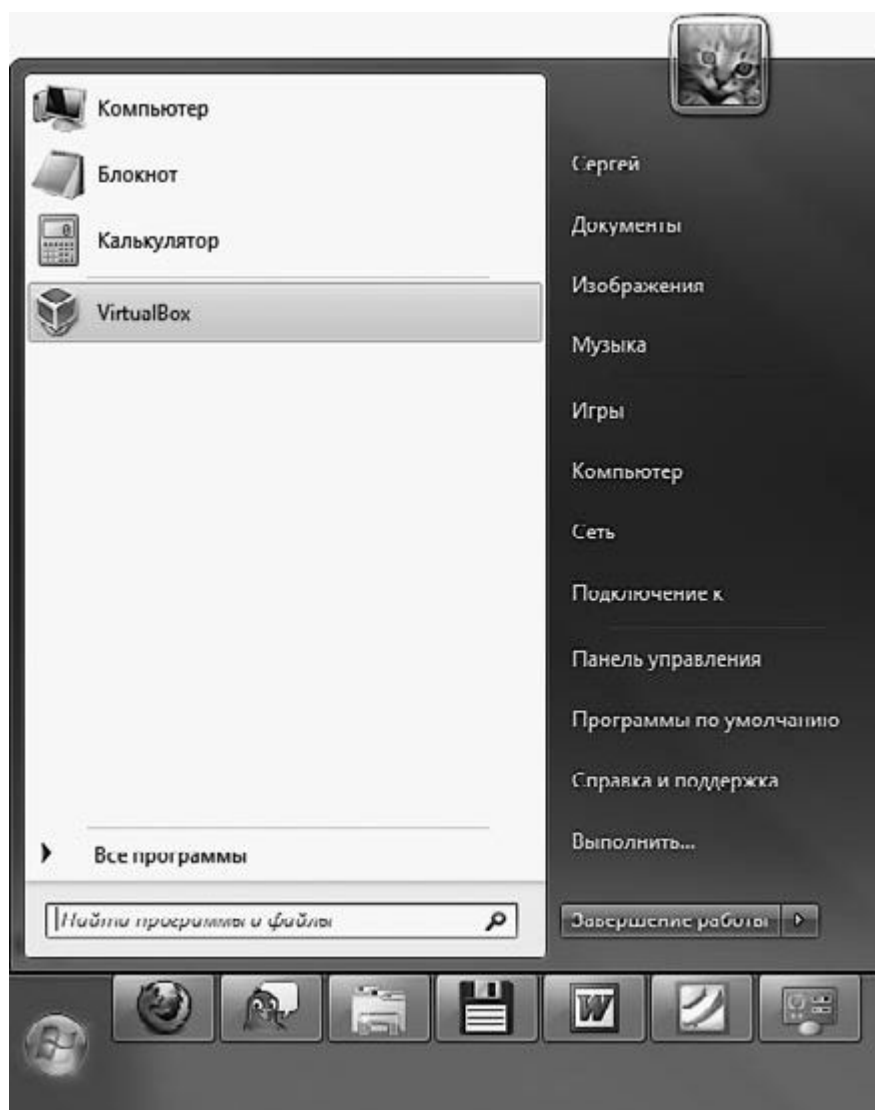 Компьютер
Блокнот
Калькулятор
VirtualBox
Все программы
Найти программы и файлы
Сергей
Документы
Изображения
Музыка
Игры
Компьютер
Сеть
Подключение к
Панель управления
Программы по умолчанию
Справка и поддержка
Выполнить...
Завершение работы
W